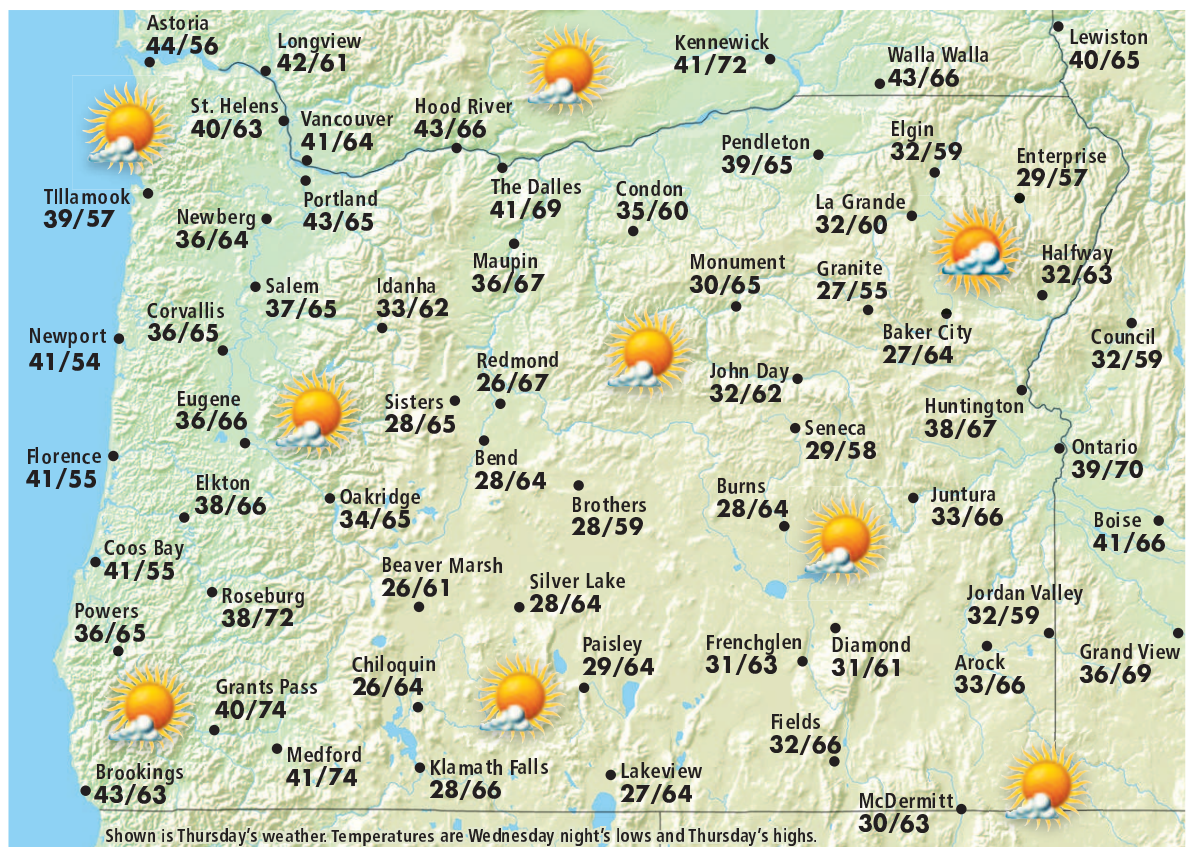 Astoria
44/56
Longview
42/61
Kennewick
41/72
Walla Walla
43/66
Lewiston
40/65
St. Helens
40/63
Vancouver
41/64
Hood River
43/66
Pendleton
39/65
Elgin
32/59
Enterprise
29/57
TIllamook
39/57
Newberg
36/64
Portland
43/65
The Dalles
41/69
Condon
35/60
La Grande
32/60
Maupin
36/67
Monument
30/65
Granite
27/55
Halfway
32/63
Salem
37/65
Idanha
33/62
Corvallis
36/65
Newport
41/54
Baker City
27/64
Council
32/59
Redmond
26/67
John Day
32/62
Eugene
36/66
Sisters
28/65
Huntington
38/67
Seneca
29/58
Florence
41/55
Bend
28/64
Ontario
39/70
Elkton
38/66
Oakridge
34/65
Brothers
28/59
Burns
28/64
Juntura
33/66
Boise
41/66
Coos Bay
41/55
Beaver Marsh
26/61
Silver Lake
28/64
Roseburg
38/72
Jordan Valley
32/59
Powers
36/65
Paisley
29/64
Frenchglen
31/63
Diamond
31/61
Arock
33/66
Grand View
36/69
Chiloquin
26/64
Grants Pass
40/74
Fields
32/66
Medford
41/74
Klamath Falls
28/66
Lakeview
27/64
Brookings
43/63
McDermitt
30/63
Shown is Thursday's weather. Temperatures are Wednesday night's lows and Thursday's highs.